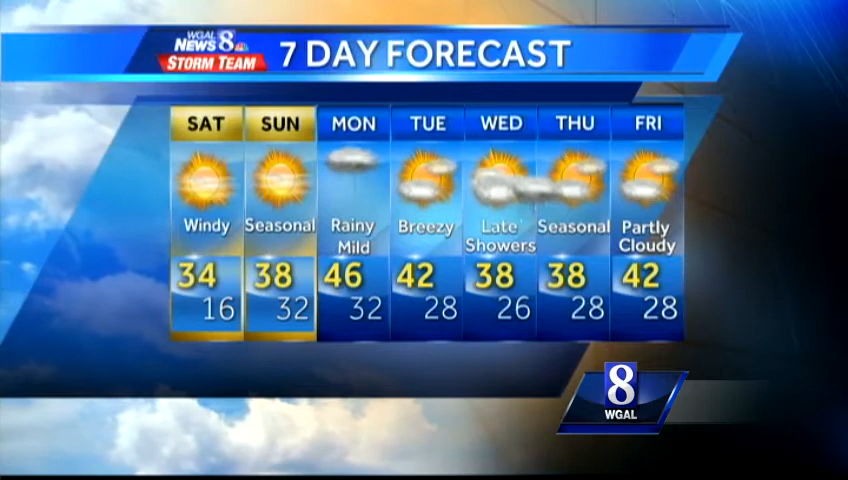 WGAL
NEWS 8
STORM TEAM
7 DAY FORECAST
SAT SUN MON TUE WED THU FRI
Windy Seasonal Rainy Mild Breezy Late Showers Seasonal Partly Cloudy
34 38 46 42 38 38 42
16 32 32 28 26 28 28
8
WGAL